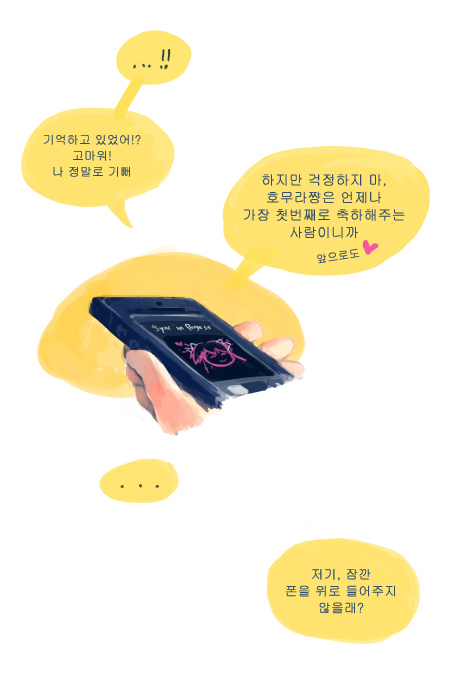 ... !!
기억하고 있었어!?
고마워!
나 정말로 기뻐
하지만 걱정하지 마,
호무라쨩은 언제나
가장 첫번째로 축하해주는
사람이니까
앞으로도
Sync in Progress
...
저기, 잠깐
폰을 위로 들어주지
않을래?